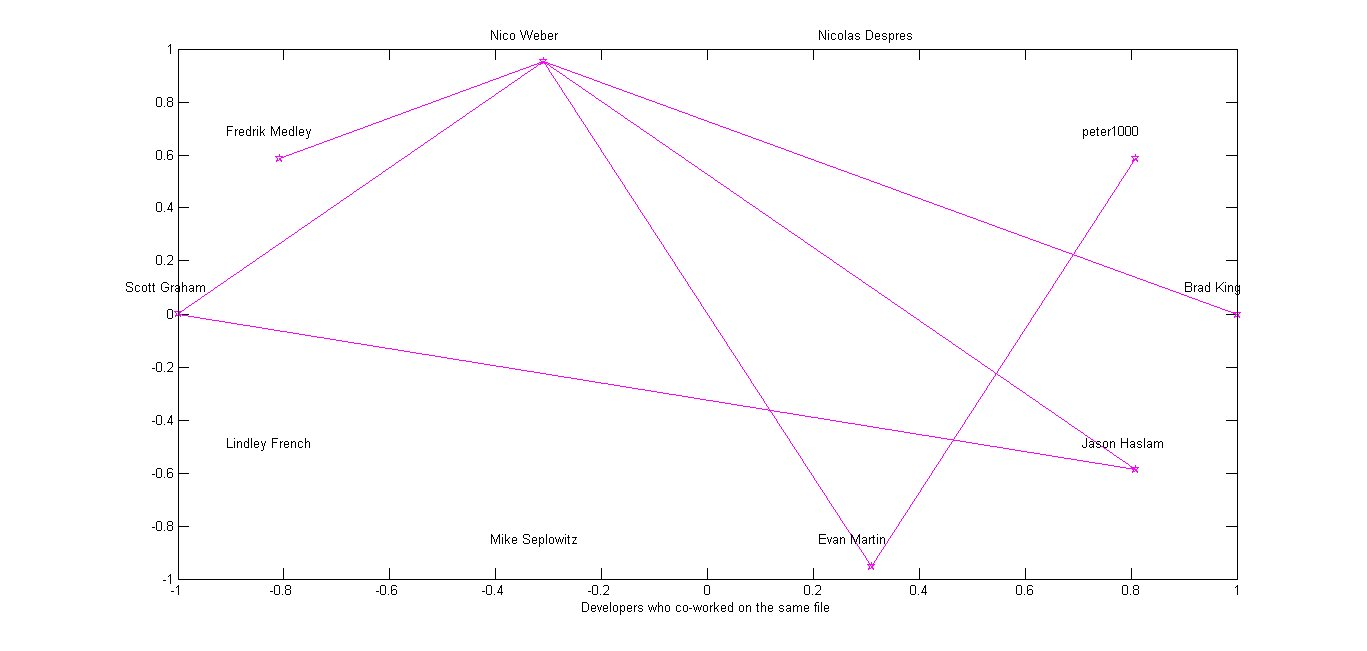 Nico Weber
Nicolas Despres
1
0.8
Fredrik Medley
peter1000
0.6
0.4
0.2
Scott Graham
Brad King
0
-0.2
-0.4
Lindley French
Jason Haslam
-0.6
-0.8
Mike Seplowitz
Evan Martin
-1
-1 -0.8 -0.6 -0.4 -0.2 0 0.2 0.4 0.6 0.8 1
Developers who co-worked on the same file